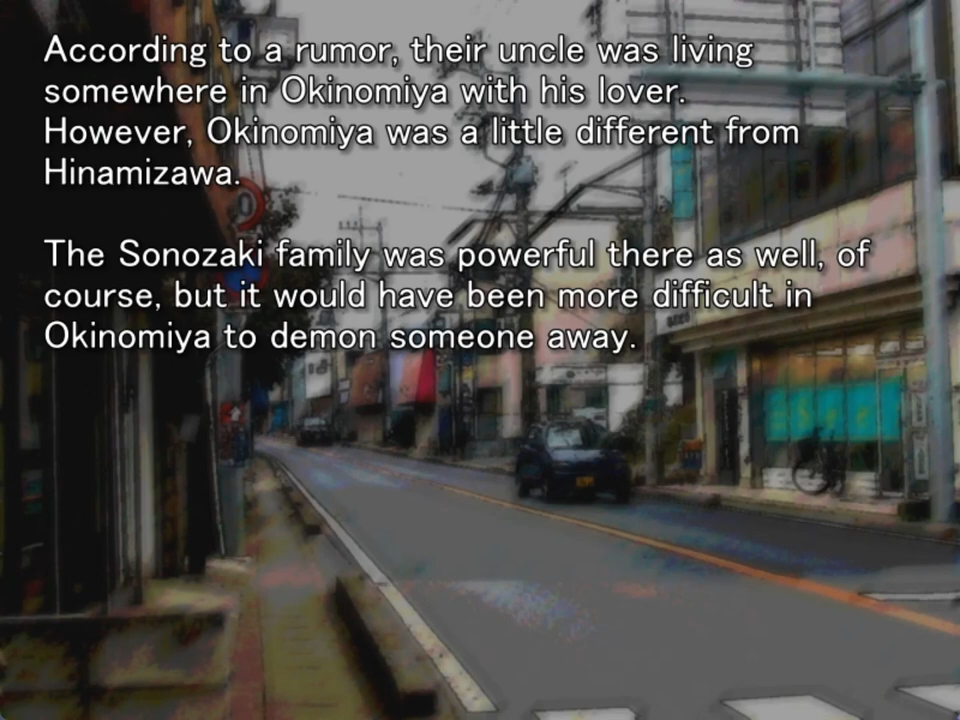 According to a rumor, their uncle was living
somewhere in Okinomiya with his lover.
However, Okinomiya was a little different from
Hinamizawa.
The Sonozaki family was powerful there as well, of
course, but it would have been more difficult in
Okinomiya to demon someone away.